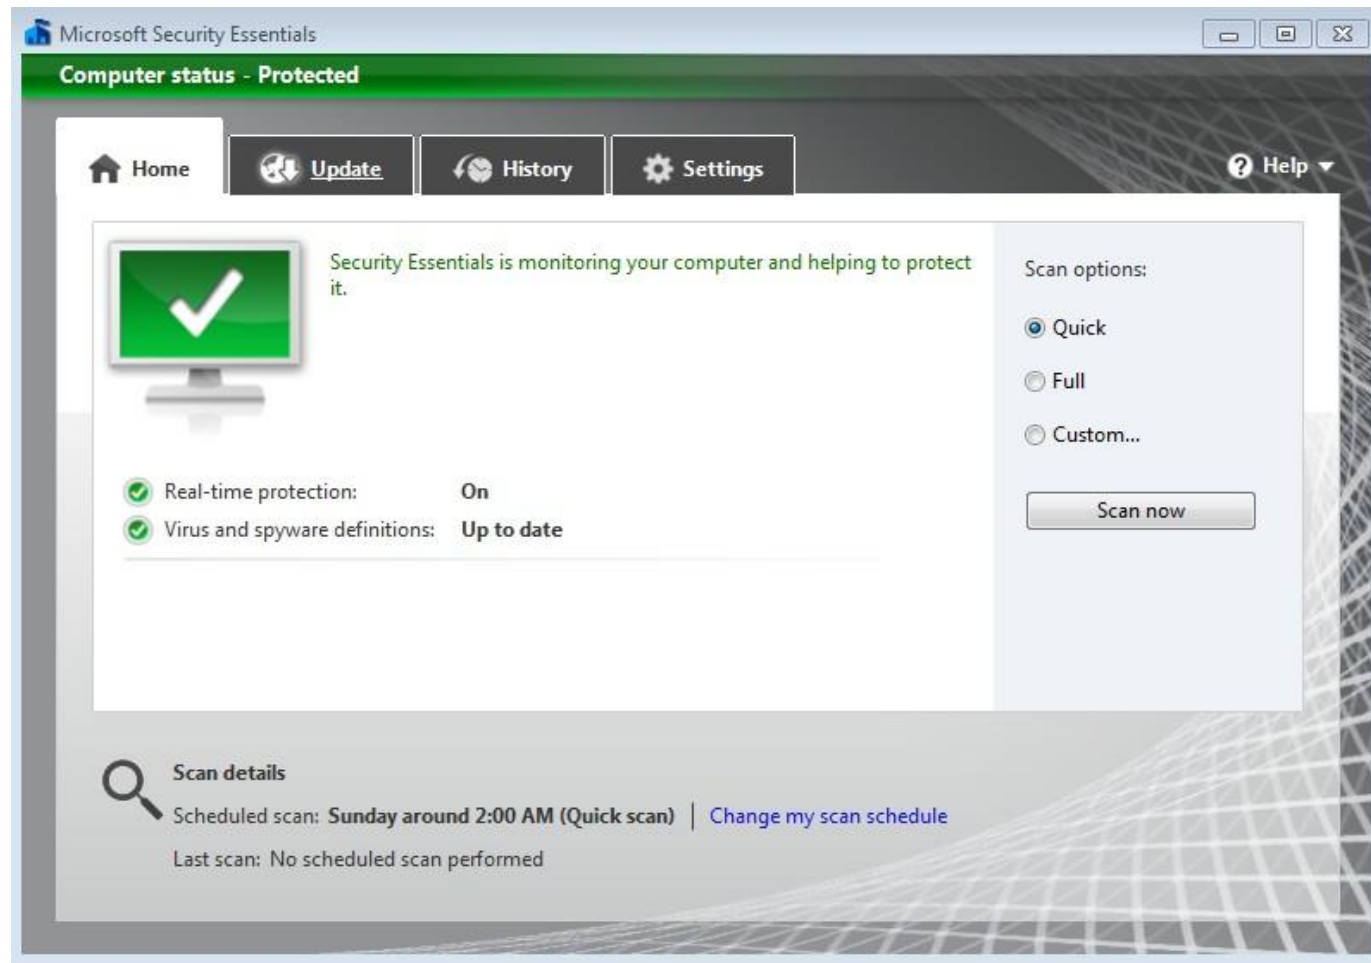 Microsoft Security Essentials
Computer status - Protected
Home
Update
History
Settings
Help
Security Essentials is monitoring your computer and helping to protect
it.
Scan options:
Quick
Full
Custom...
Scan now
Real-time protection: On
Virus and spyware definitions: Up to date
Scan details
Scheduled scan: Sunday around 2:00 AM (Quick scan) | Change my scan schedule
Last scan: No scheduled scan performed